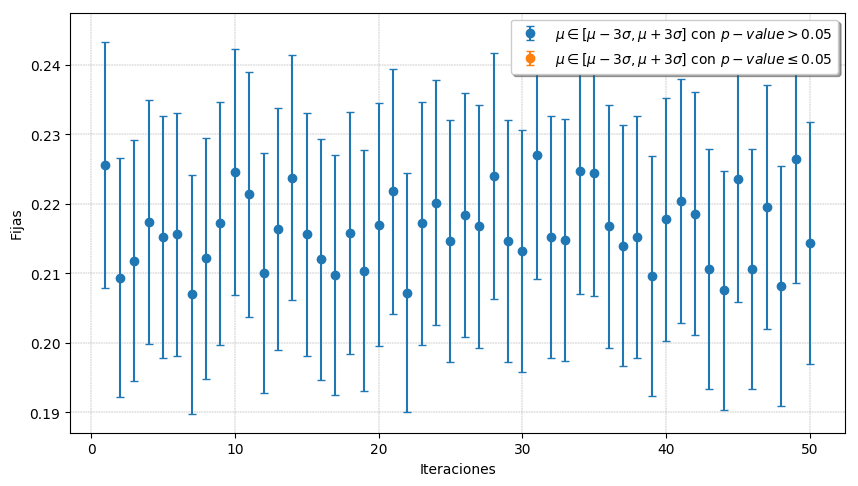 μ ∈ [μ − 3σ, μ + 3σ] con p − value > 0.05
μ ∈ [μ − 3σ, μ + 3σ] con p − value ≤ 0.05
0.24
0.23
0.22
0.21
0.20
0.19
Fijas
0 10 20 30 40 50
Iteraciones